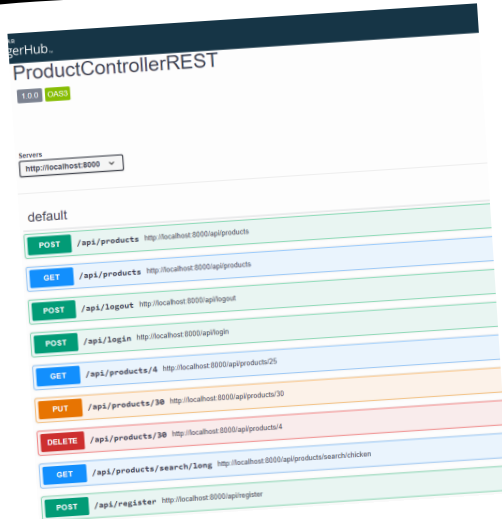 gerHub
ProductControllerREST
1.0.0 OAS3
Servers
http://localhost:8000
default
POST /api/products http://localhost:8000/api/products
GET /api/products http://localhost:8000/api/products
POST /api/logout http://localhost:8000/api/logout
POST /api/login http://localhost:8000/api/login
GET /api/products/4 http://localhost:8000/api/products/25
PUT /api/products/30 http://localhost:8000/api/products/30
DELETE /api/products/30 http://localhost:8000/api/products/4
GET /api/products/search/long http://localhost:8000/api/products/search/chicken
POST /api/register http://localhost:8000/api/register